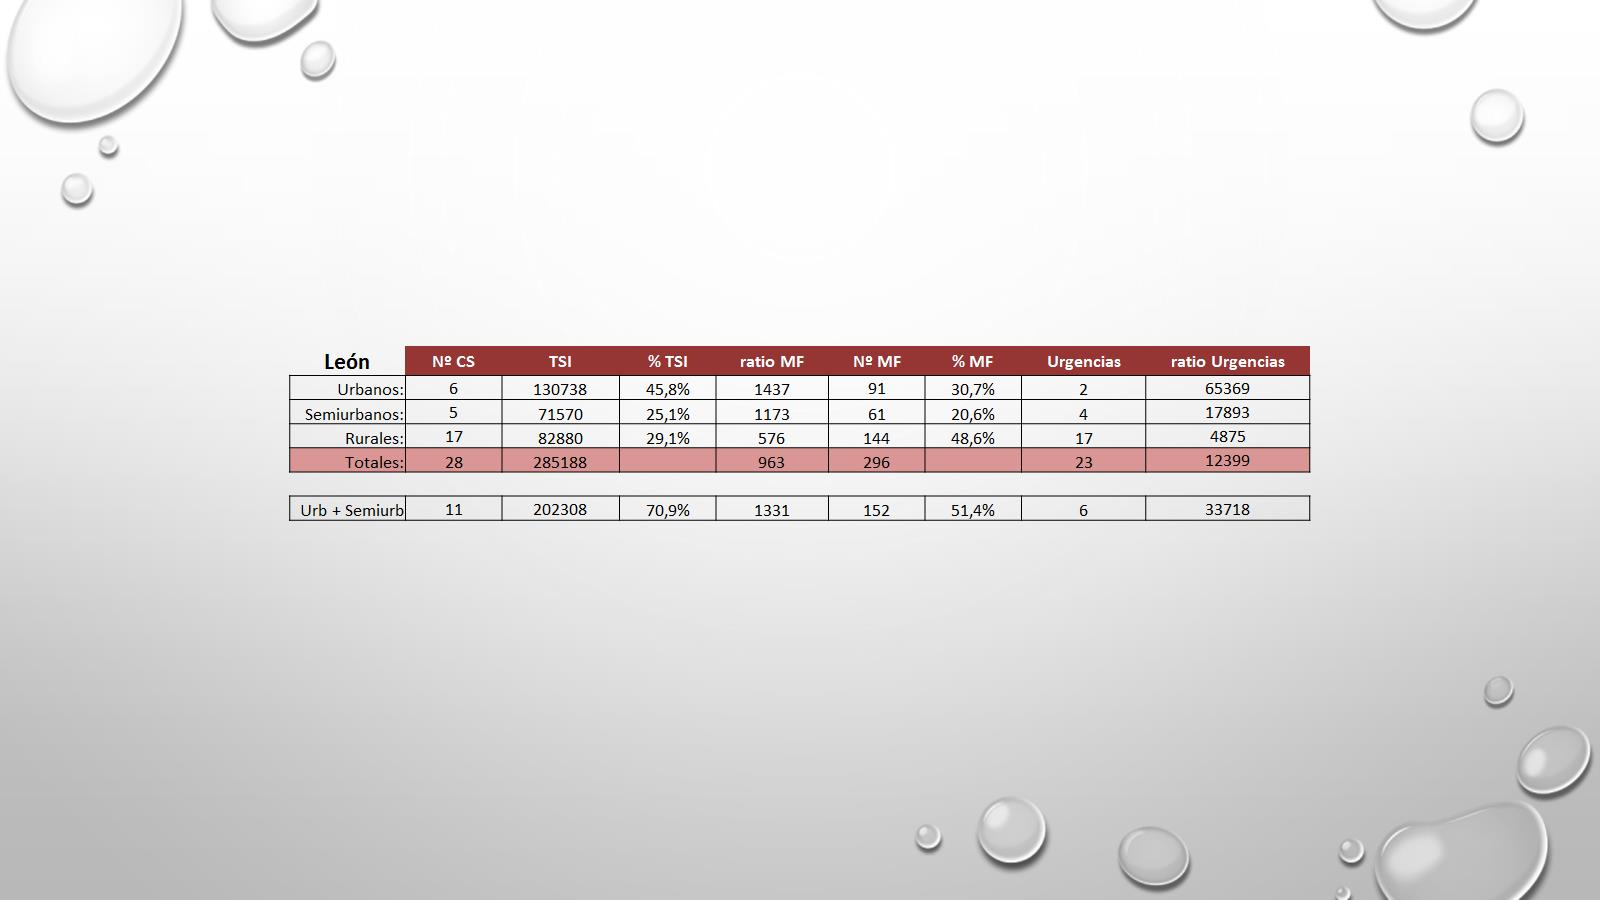 León Nº CS TSI % TSI ratio MF Nº MF % MF Urgencias ratio Urgencias
Urbanos: 6 130738 45,8% 1437 91 30,7% 2 65369
Semiurbanos: 5 71570 25,1% 1173 61 20,6% 4 17893
Rurales: 17 82880 29,1% 576 144 48,6% 17 4875
Totales: 28 285188 963 296 23 12399
Urb + Semiurb 11 202308 70,9% 1331 152 51,4% 6 33718